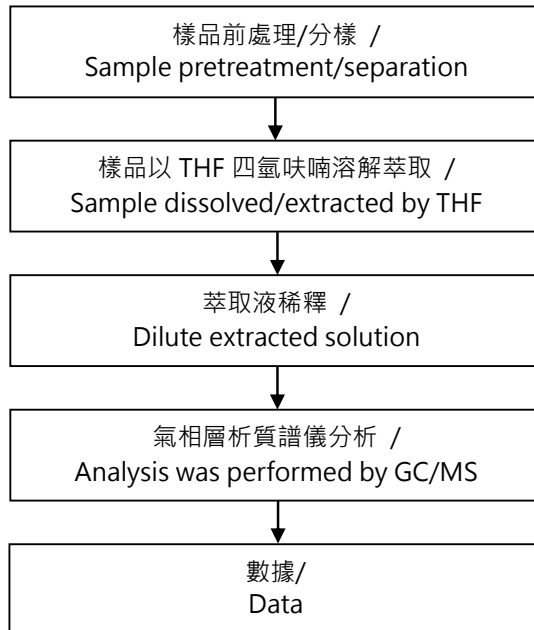 樣品前處理/分樣 /
Sample pretreatment/separation
樣品以 THF 四氫呋喃溶解萃取 /
Sample dissolved/extracted by THF
萃取液稀釋 /
Dilute extracted solution
氣相層析質譜儀分析 /
Analysis was performed by GC/MS
數據/
Data